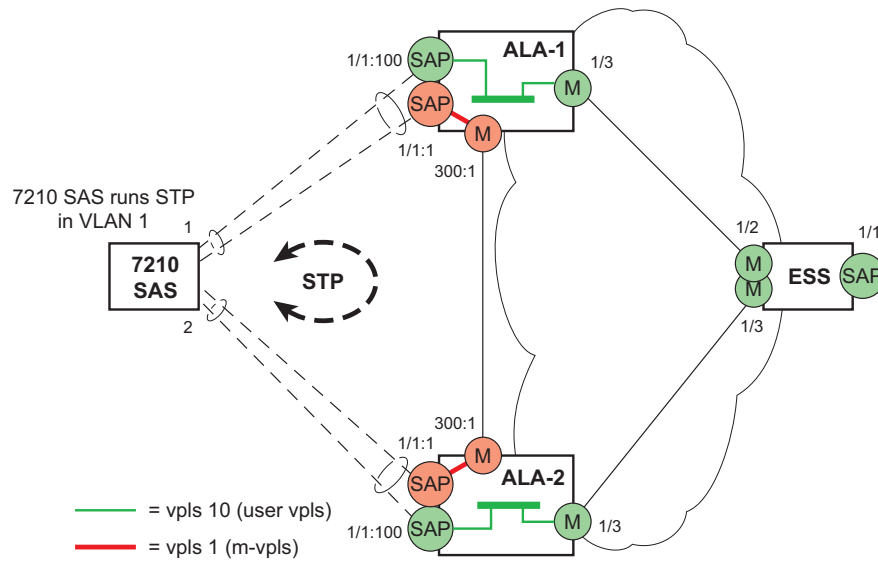 ALA-1
1/1:100
SAP
1/3
M
SAP
M
1/1:1
300:1
7210 SAS runs STP
in VLAN 1
1
7210
SAS
2
STP
1/2
1/1
M
M
ESS
SAP
1/3
300:1
1/1:1
M
ALA-2
SAP
SAP
M
1/3
1/1:100
= vpls 10 (user vpls)
= vpls 1 (m-vpls)